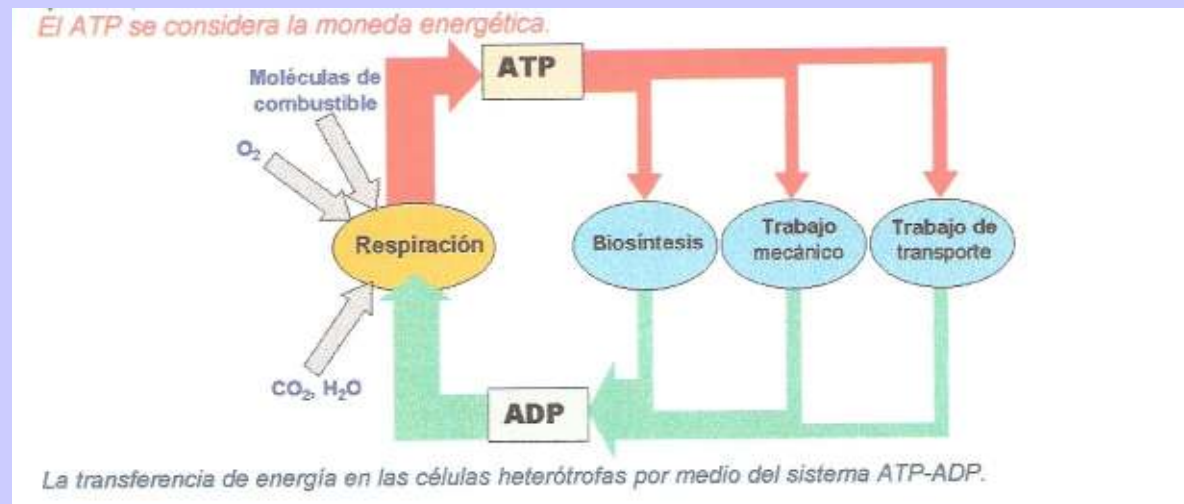 El ATP se considera la moneda energética.
ATP
Moléculas de
combustible
O₂
Respiración
Biosíntesis
Trabajo
mecánico
Trabajo de
transporte
CO₂, H₂O
ADP
La transferencia de energía en las células heterótrofas por medio del sistema ATP-ADP.